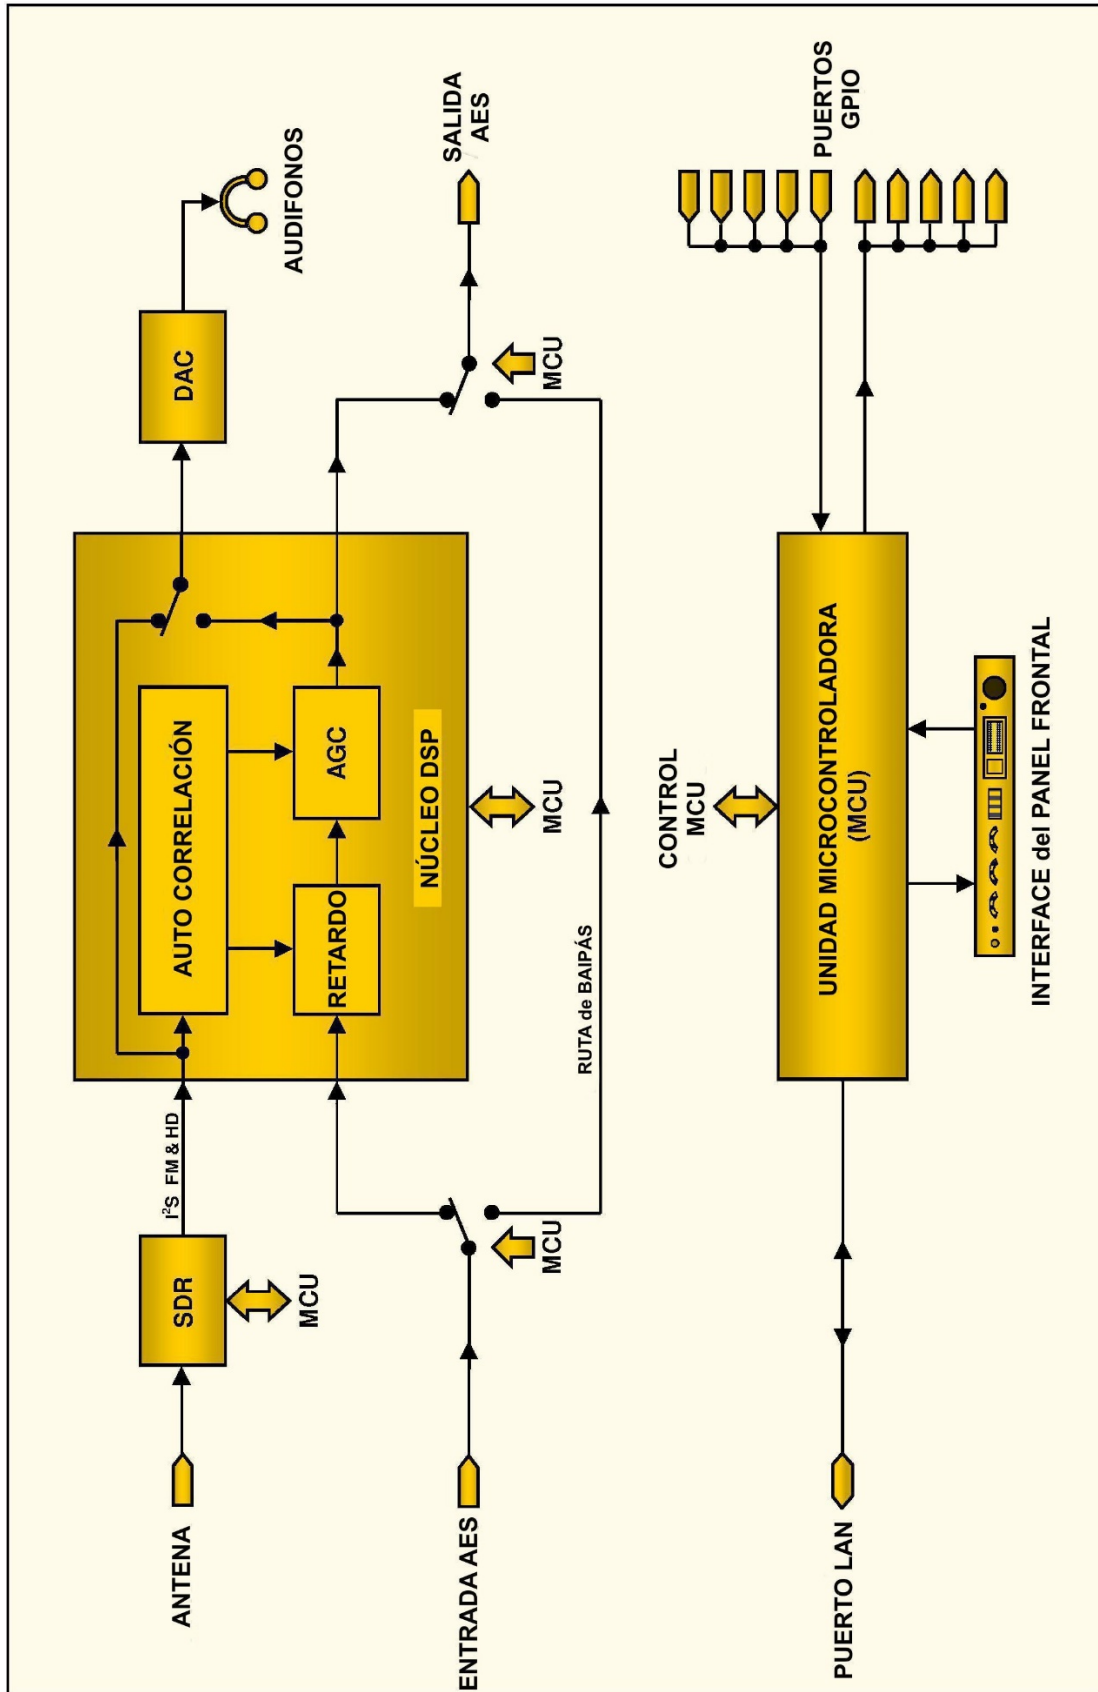 ANTENA
SDR
MCU
I²S FM & HD
AUTO CORRELACIÓN
RETARDO
AGC
NÚCLEO DSP
MCU
DAC
AUDIFONOS
ENTRADA AES
MCU
RUTA de BAIPÁS
MCU
SALIDA
AES
PUERTO LAN
CONTROL
MCU
UNIDAD MICROCONTROLADORA
(MCU)
INTERFACE del PANEL FRONTAL
PUERTOS
GPIO